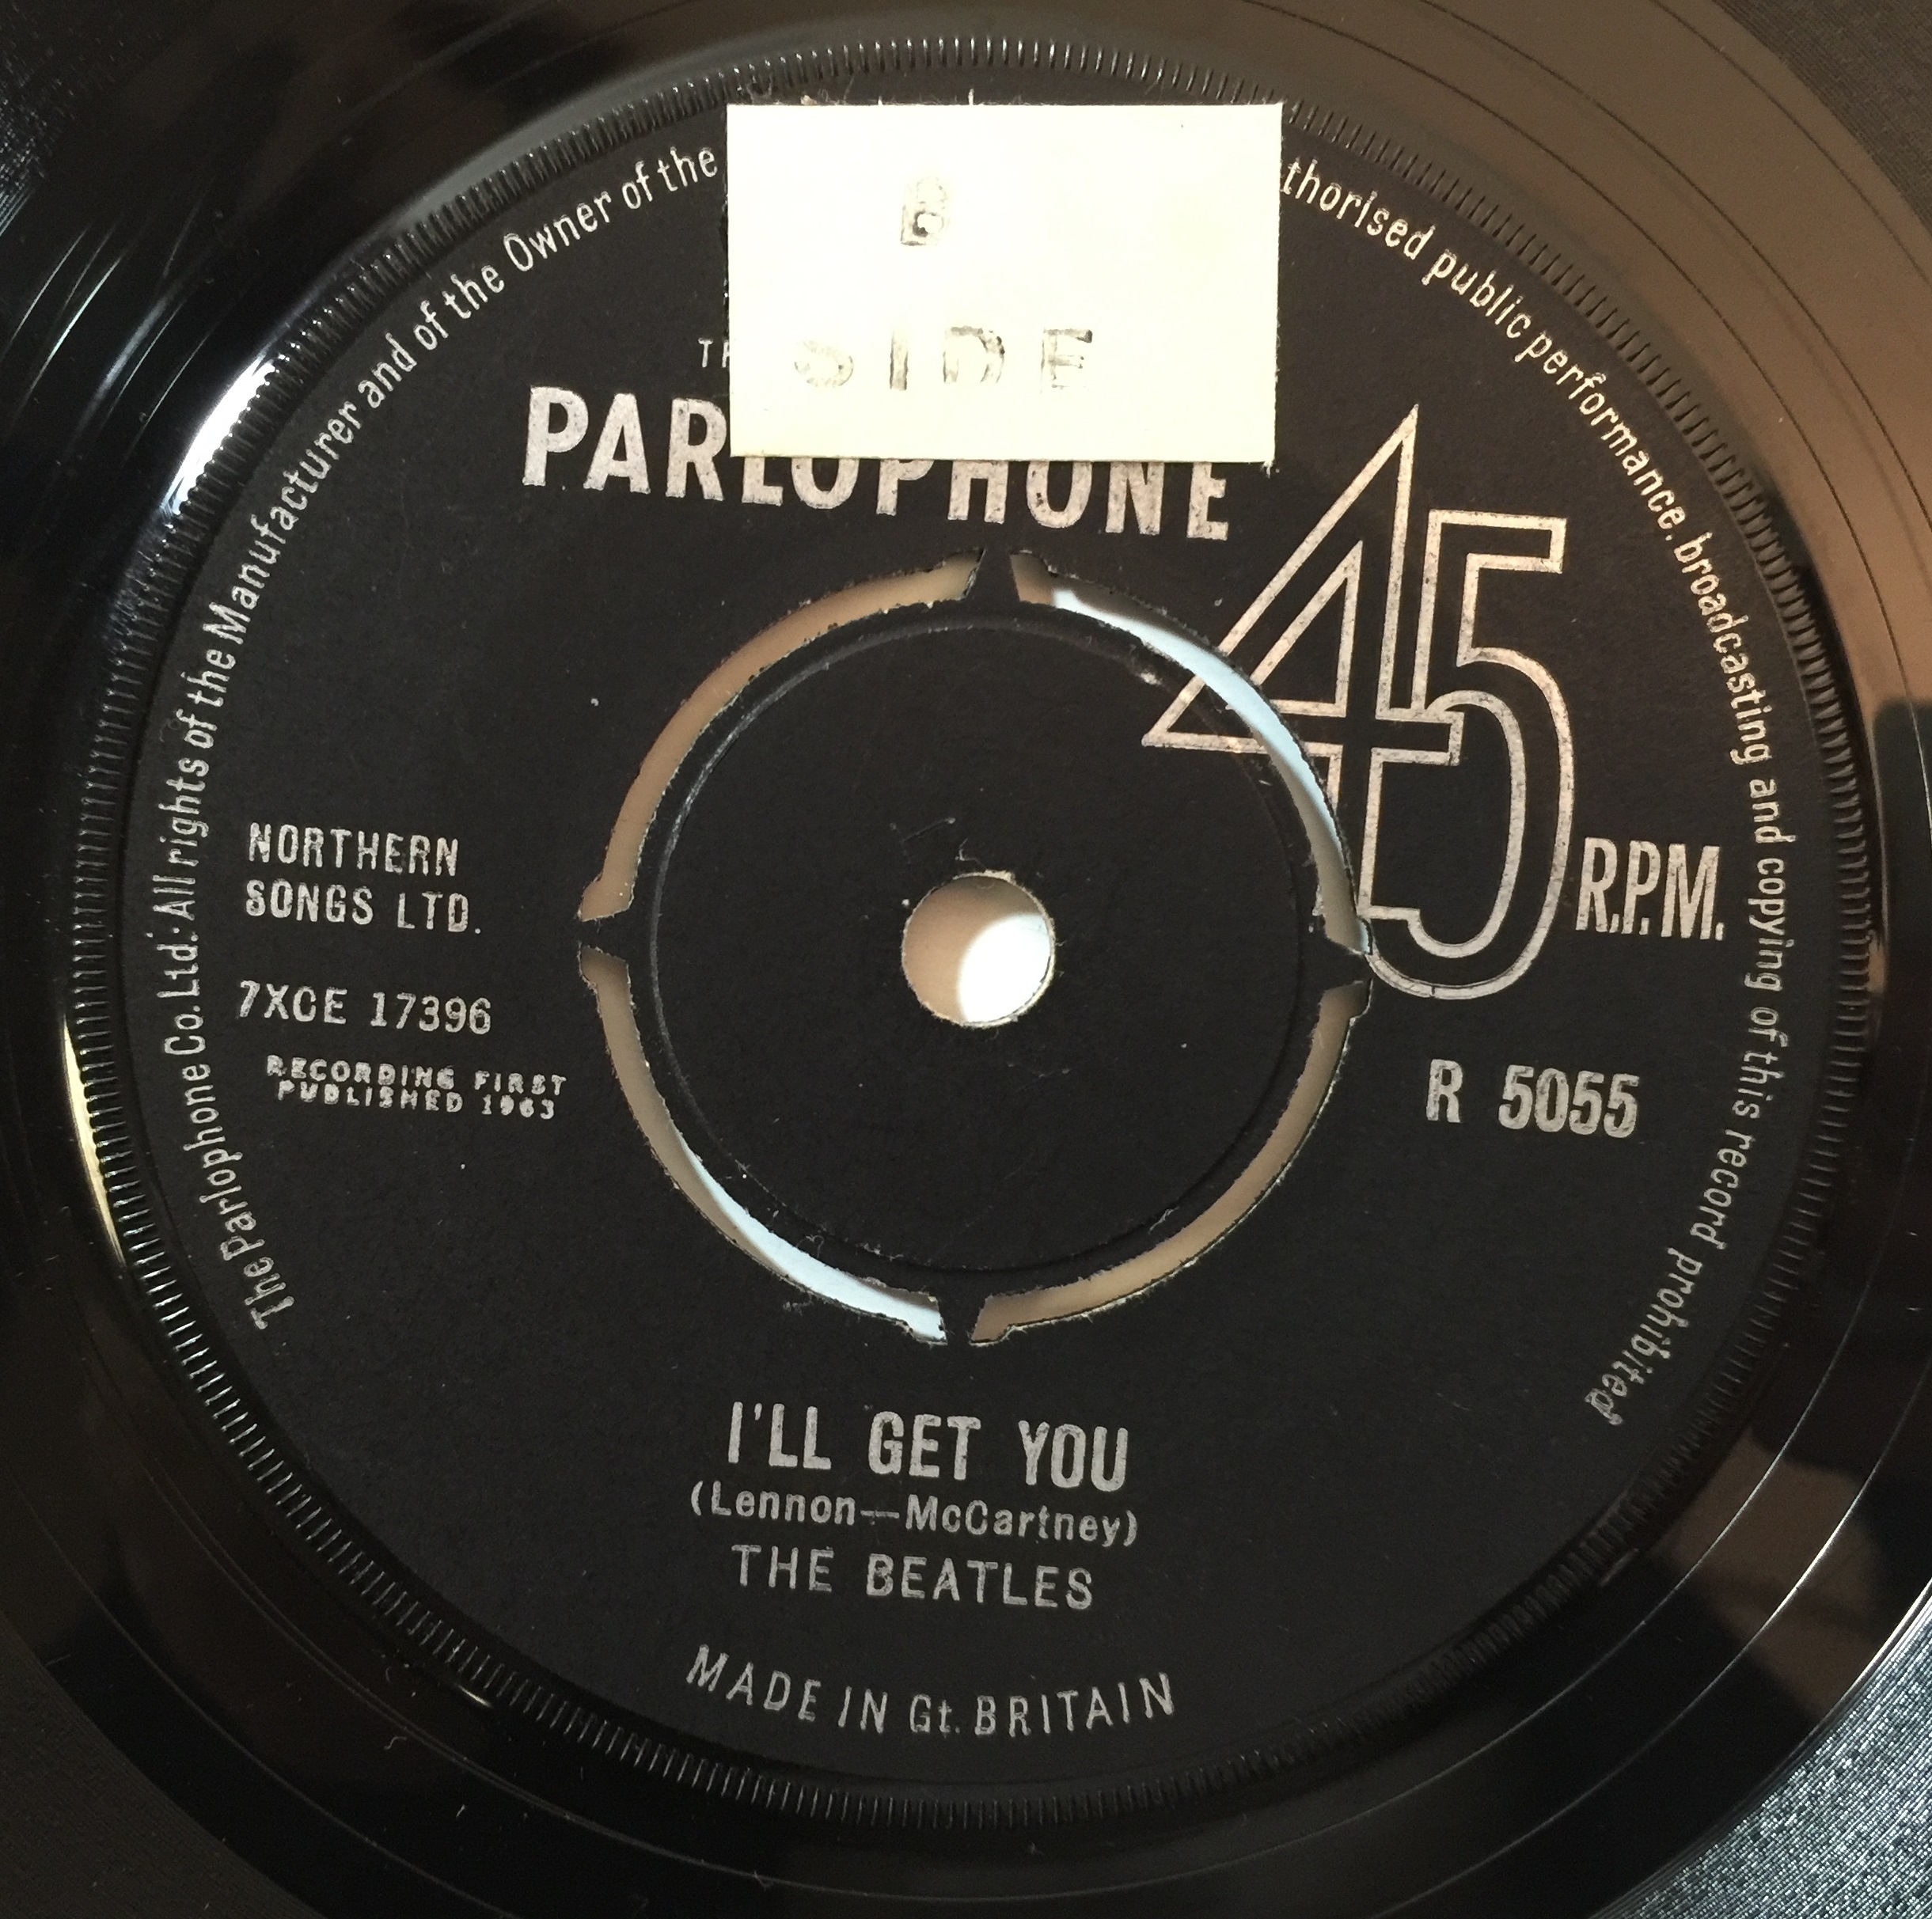 B
SIDE
PARLOPHONE
45
R.P.M.
NORTHERN
SONGS LTD.
7XCE 17396
RECORDING FIRST
PUBLISHED 1963
R 5055
I'LL GET YOU
(Lennon—McCartney)
THE BEATLES
MADE IN Gt. BRITAIN
The Parlophone Co. Ltd. All rights of the Manufacturer and of the Owner of the
public performance, broadcasting and copying of this record prohibited